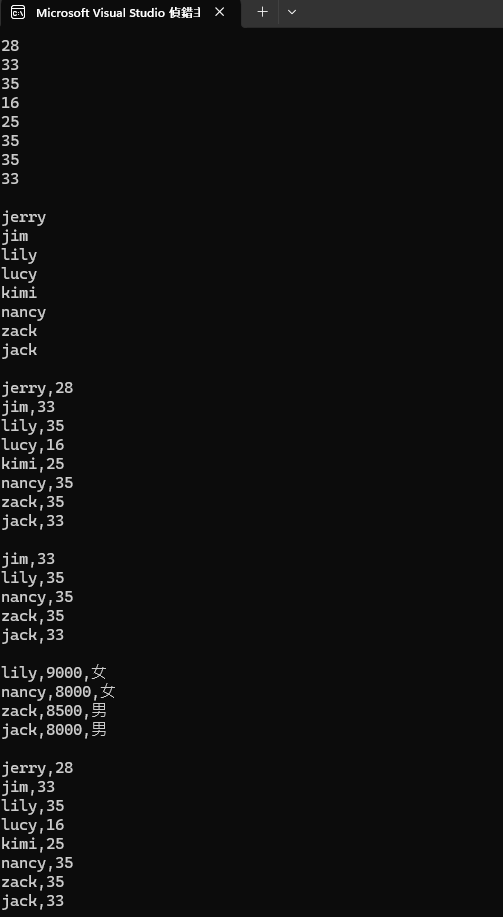 Microsoft Visual Studio 偵錯主
28
33
35
16
25
35
35
33
jerry
jim
lily
lucy
kimi
nancy
zack
jack
jerry,28
jim,33
lily,35
lucy,16
kimi,25
nancy,35
zack,35
jack,33
jim,33
lily,35
nancy,35
zack,35
jack,33
lily,9000,女
nancy,8000,女
zack,8500,男
jack,8000,男
jerry,28
jim,33
lily,35
lucy,16
kimi,25
nancy,35
zack,35
jack,33